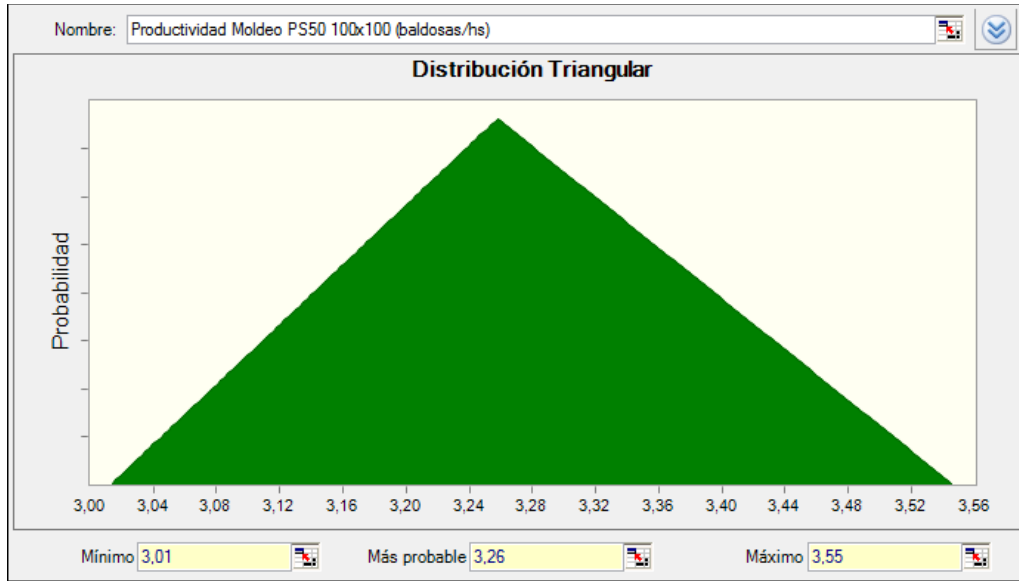 Nombre: Productividad Moldeo PS50 100x100 (baldosas/hs)
Distribución Triangular
Probabilidad
3,00 3,04 3,08 3,12 3,16 3,20 3,24 3,28 3,32 3,36 3,40 3,44 3,48 3,52 3,56
Mínimo 3,01 Más probable 3,26 Máximo 3,55